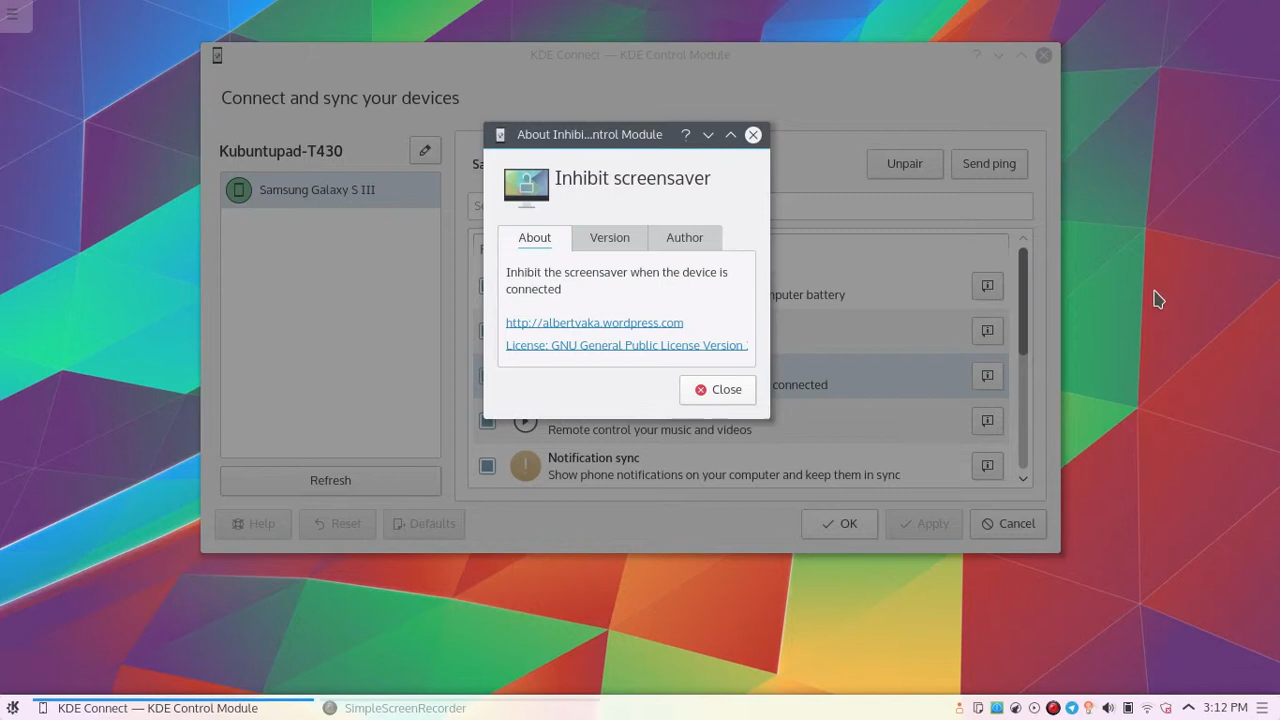 KDE Connect — KDE Control Module
Connect and sync your devices
Kubuntupad-T430
Samsung Galaxy S III
Refresh
Unpair
Send ping
About Inhibi...ntrol Module
Inhibit screensaver
About
Version
Author
Inhibit the screensaver when the device is
connected
http://albertvaka.wordpress.com
License: GNU General Public License Version
Close
battery
connected
Remote control your music and videos
Notification sync
Show phone notifications on your computer and keep them in sync
Help
Reset
Defaults
OK
Apply
Cancel
KDE Connect — KDE Control Module
SimpleScreenRecorder
3:12 PM